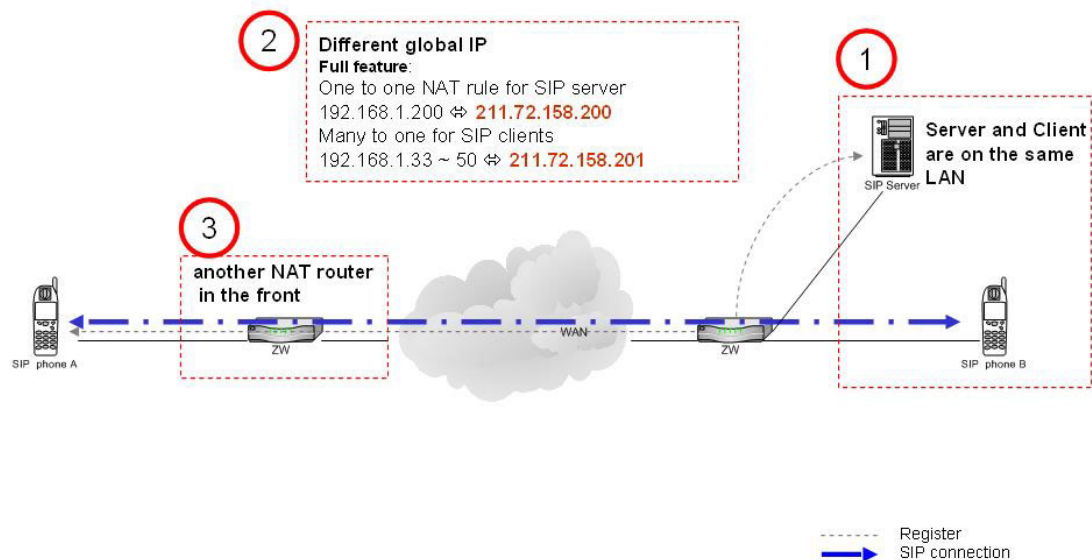 2
Different global IP
Full feature:
One to one NAT rule for SIP server
192.168.1.200 ⇔ 211.72.158.200
Many to one for SIP clients
192.168.1.33 ~ 50 ⇔ 211.72.158.201
1
Server and Client
are on the same
LAN
SIP Server
3
another NAT router
in the front
ZW
SIP phone A
WAN
ZW
SIP phone B
Register
SIP connection